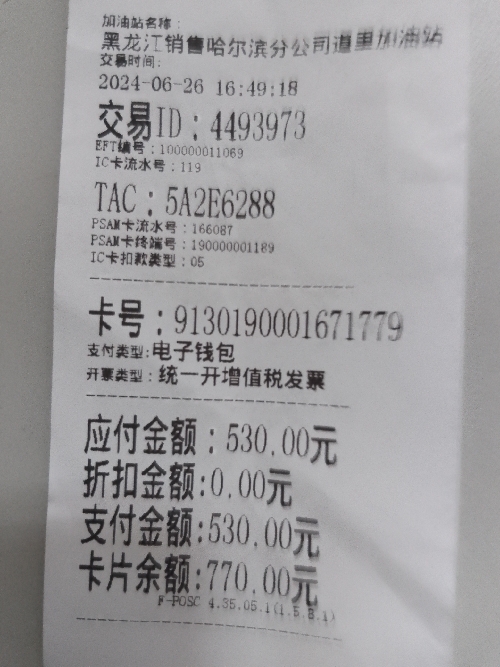 加油站名称：
黑龙江销售哈尔滨分公司道里加油站
交易时间：
2024-06-26 16:49:18
交易ID：4493973
EFT编号：100000011069
IC卡流水号：119
TAC：5A2E6288
PSAM卡流水号：166087
PSAM卡终端号：190000001189
IC卡扣款类型：05
卡号：9130190001671779
支付类型:电子钱包
开票类型：统一开增值税发票
应付金额：530.00元
折扣金额:0.00元
支付金额:530.00元
卡片余额:770.00元
F-POSC 4.35.05.1(1.5.8.1)